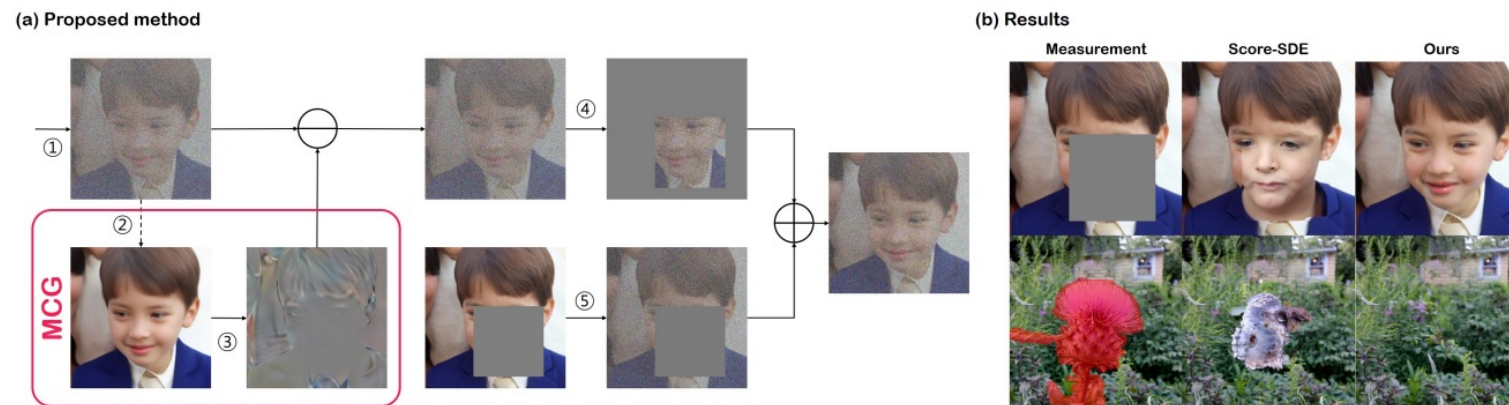 (a) Proposed method
(b) Results
Measurement
Score-SDE
Ours
①
④
②
MCG
③
⑤